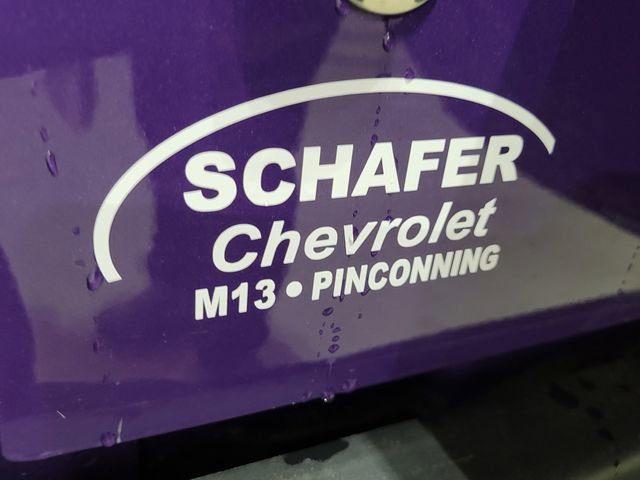 SCHAFER
Chevrolet
M13 • PINCONNING